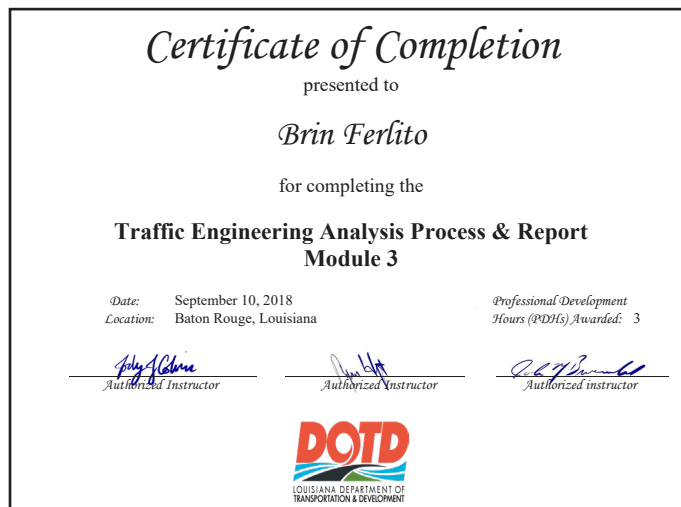 Certificate of Completion
presented to
Brin Ferlito
for completing the
Traffic Engineering Analysis Process & Report
Module 3
Date: September 10, 2018
Location: Baton Rouge, Louisiana
Professional Development
Hours (PDHs) Awarded: 3
Authorized Instructor
Authorized Instructor
Authorized instructor
DOTD
LOUISIANA DEPARTMENT OF
TRANSPORTATION & DEVELOPMENT